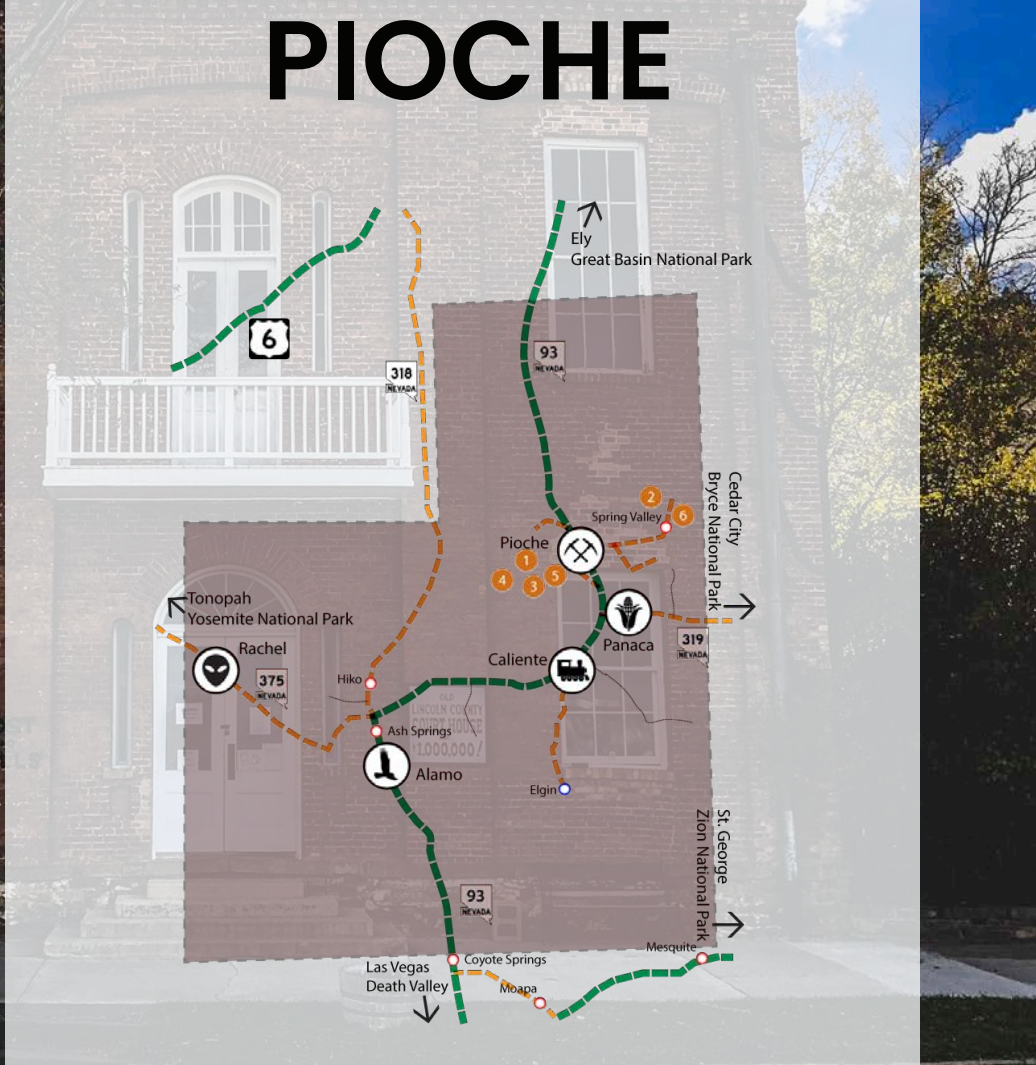 PIOCHE
Ely
Great Basin National Park
6
93
NEVADA
318
NEVADA
Cedar City
Bryce National Park
2
Spring Valley
6
Pioche
1
4
3
5
Tonopah
Yosemite National Park
Panaca
319
NEVADA
Rachel
375
NEVADA
Caliente
Hiko
OLD
LINCOLN COUNTY
COURT HOUSE
$1,000,000!
Ash Springs
Alamo
Elgin
St. George
Zion National Park
93
NEVADA
Mesquite
Coyote Springs
Las Vegas
Death Valley
Moapa